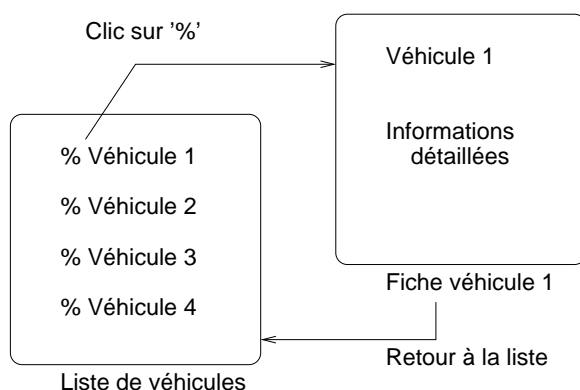 Clic sur '%'
Véhicule 1
Informations
détaillées
% Véhicule 1
% Véhicule 2
% Véhicule 3
% Véhicule 4
Fiche véhicule 1
Retour à la liste
Liste de véhicules